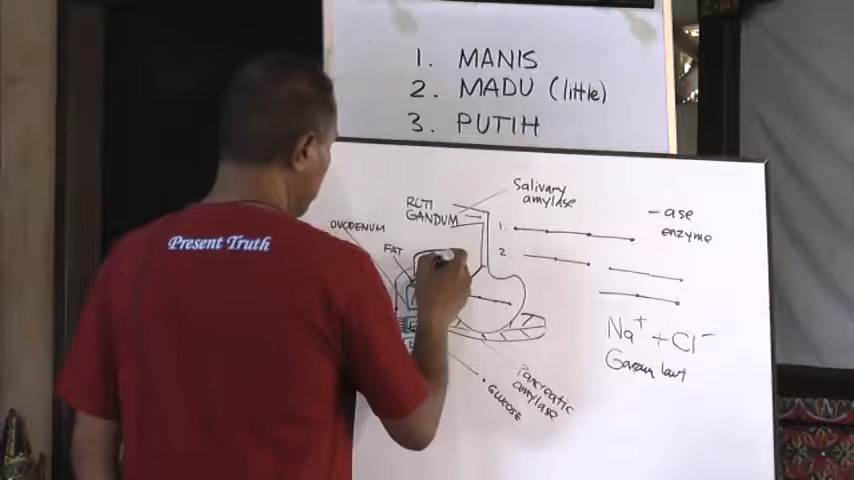 1. MANIS
2. MADU (little)
3. PUTIH
Present Truth
DUODENUM
FAT
ROTI
GANDUM
Salivary
amylase
1.
2.
-ase
enzym
Na⁺ + Cl⁻
Garam laut
Pancreatic
amylase
GLUCOSE